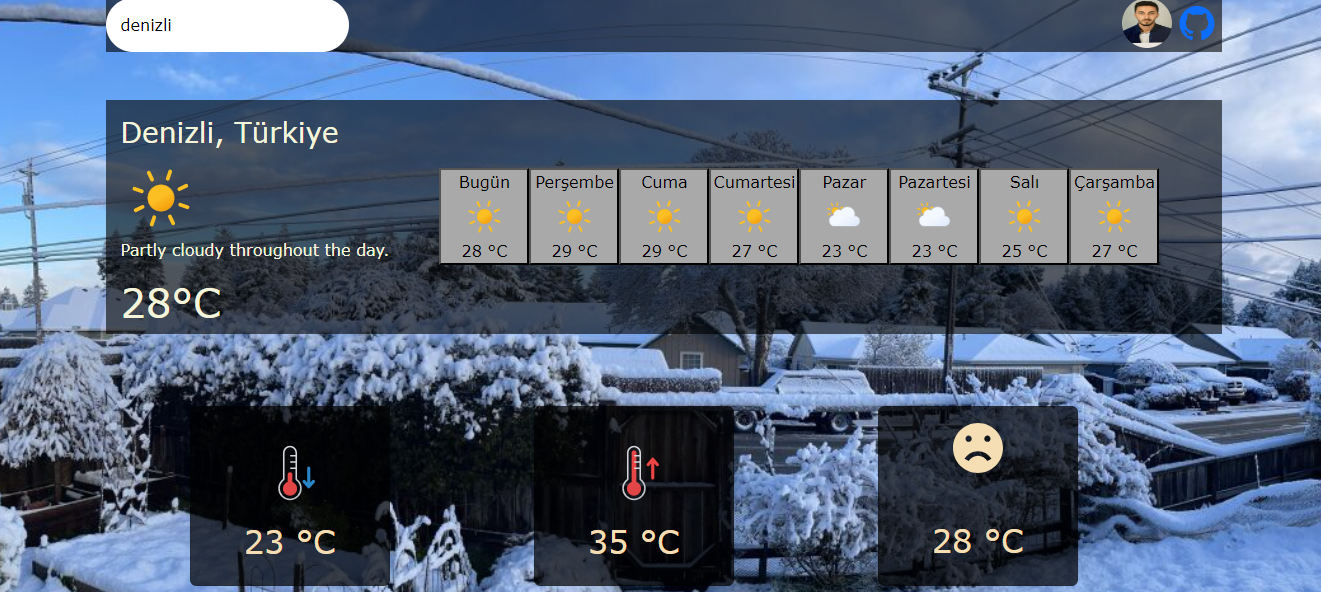 denizli
Denizli, Türkiye
Partly cloudy throughout the day.
28°C
Bugün
28 °C
Perşembe
29 °C
Cuma
29 °C
Cumartesi
27 °C
Pazar
23 °C
Pazartesi
23 °C
Salı
25 °C
Çarşamba
27 °C
23 °C
35 °C
28 °C